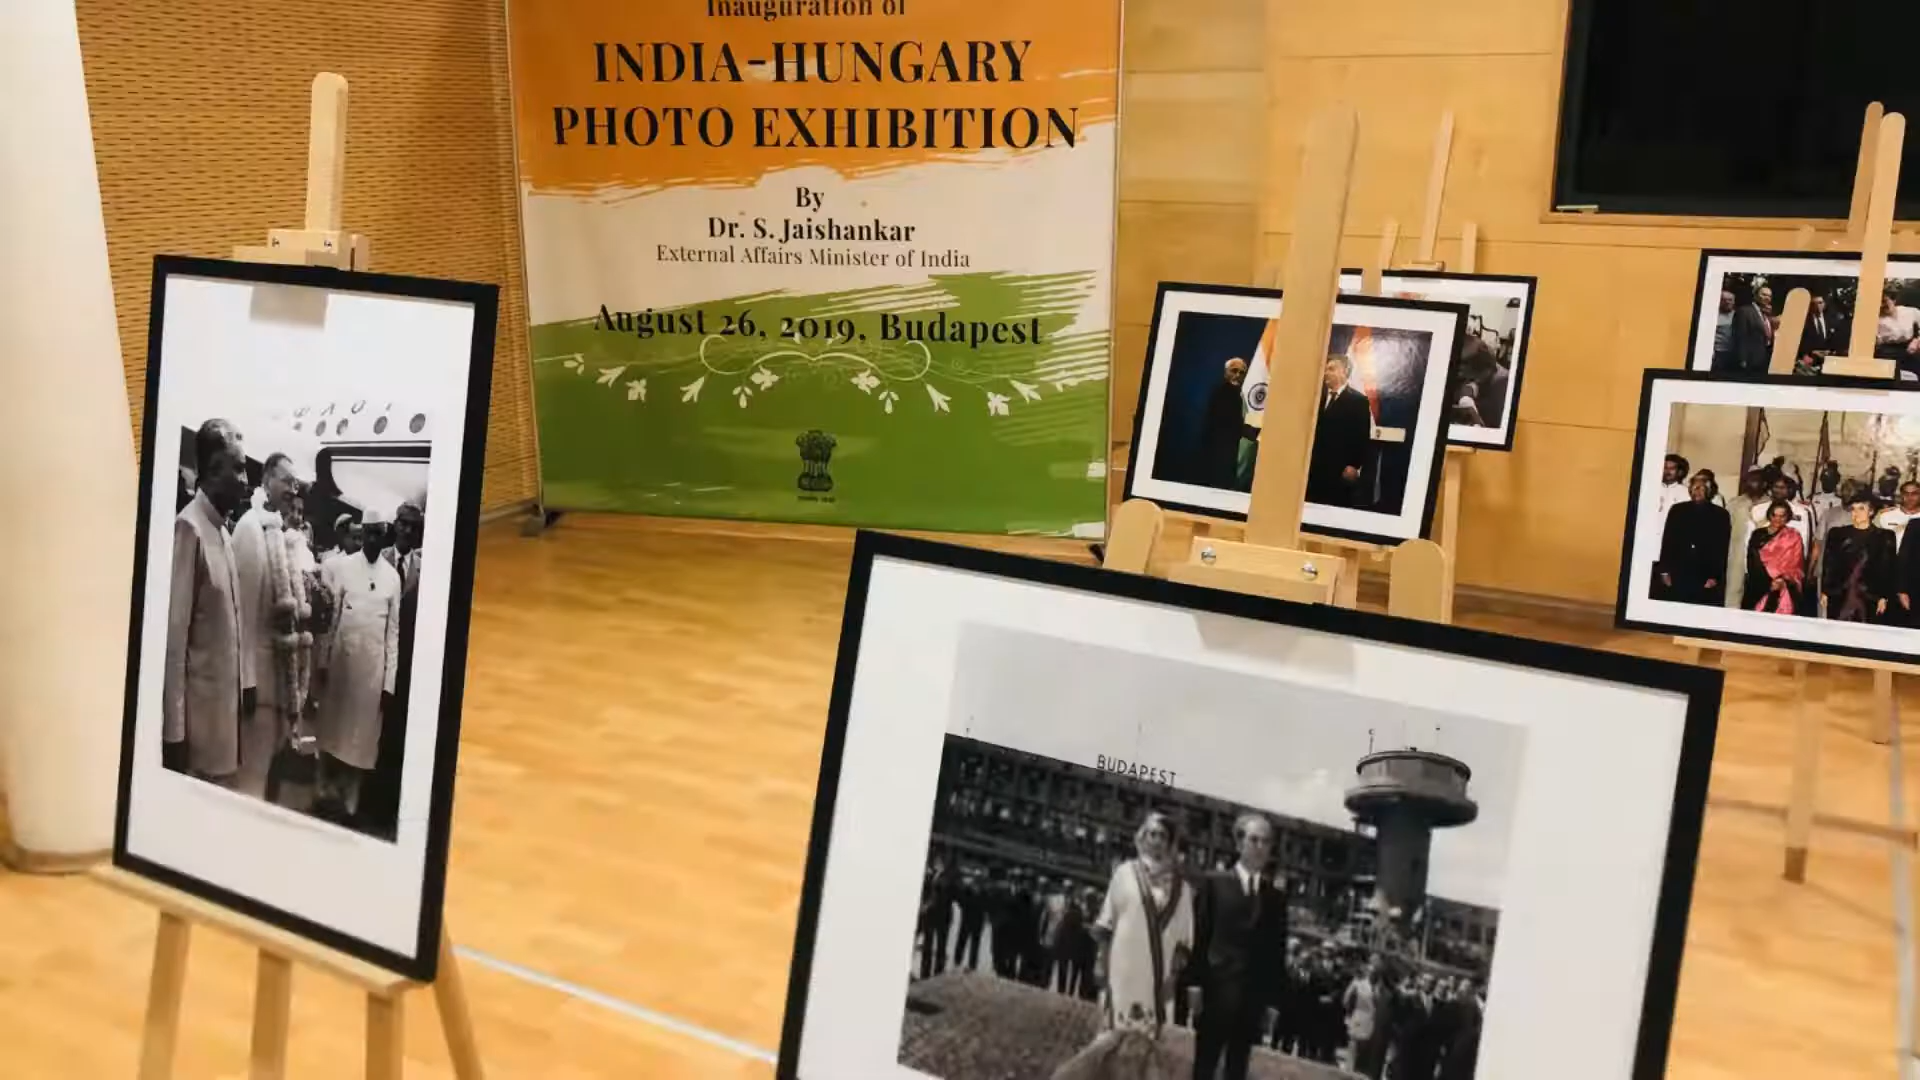 Inauguration of
INDIA-HUNGARY
PHOTO EXHIBITION
By
Dr. S. Jaishankar
External Affairs Minister of India
August 26, 2019, Budapest
BUDAPEST